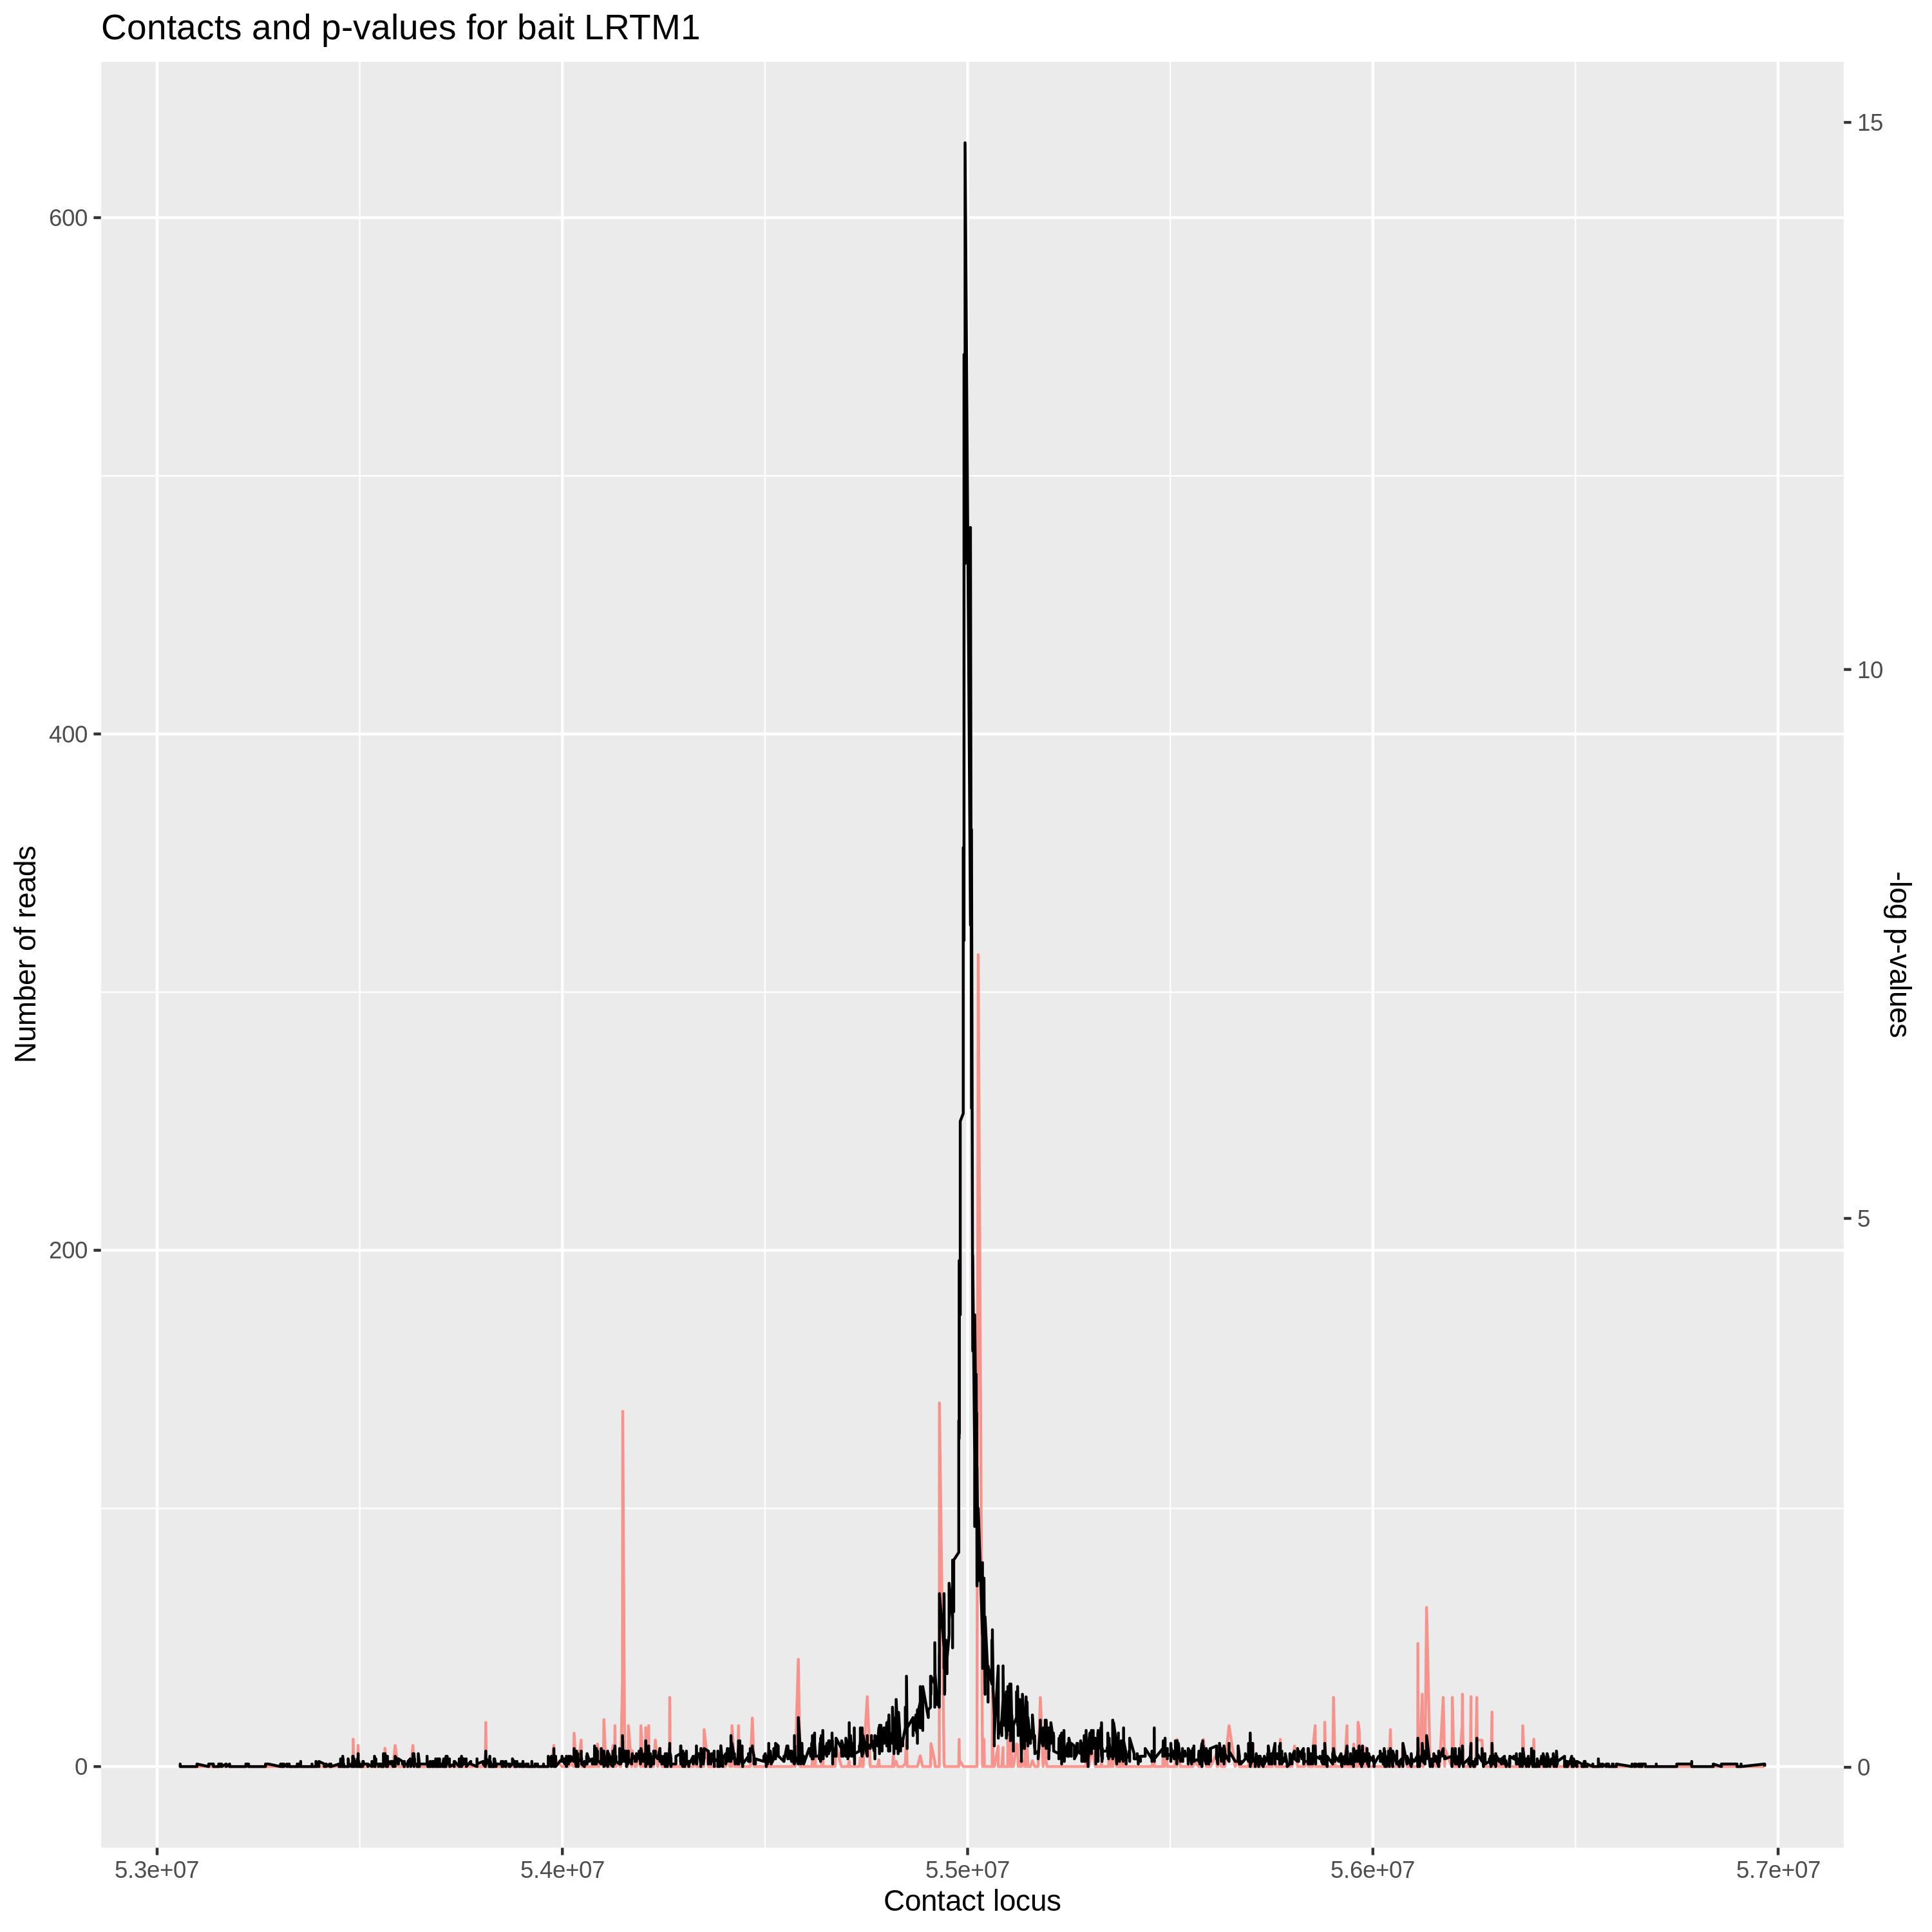 Contacts and p-values for bait LRTM1
15
600
10
400
Number of reads
-log p-values
5
200
0
0
5.3e+07
5.4e+07
5.5e+07
5.6e+07
5.7e+07
Contact locus